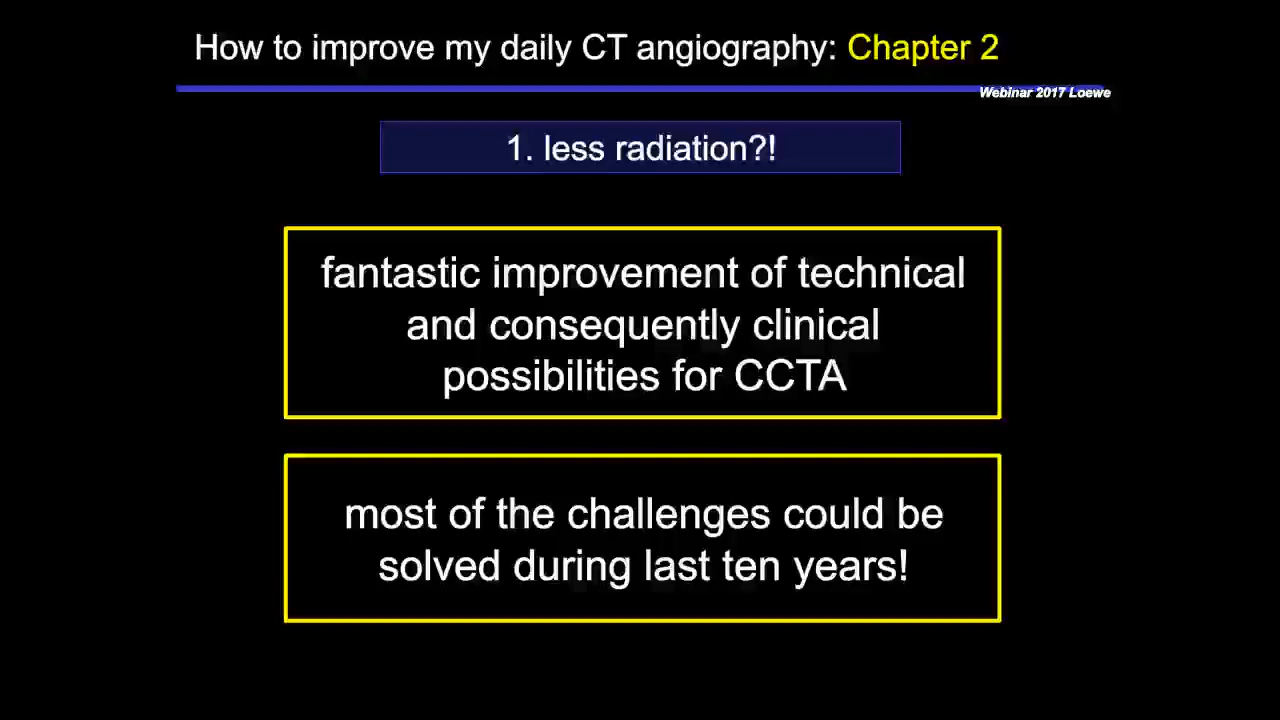 How to improve my daily CT angiography: Chapter 2
Webinar 2017 Loewe
1. less radiation?!
fantastic improvement of technical
and consequently clinical
possibilities for CCTA
most of the challenges could be
solved during last ten years!